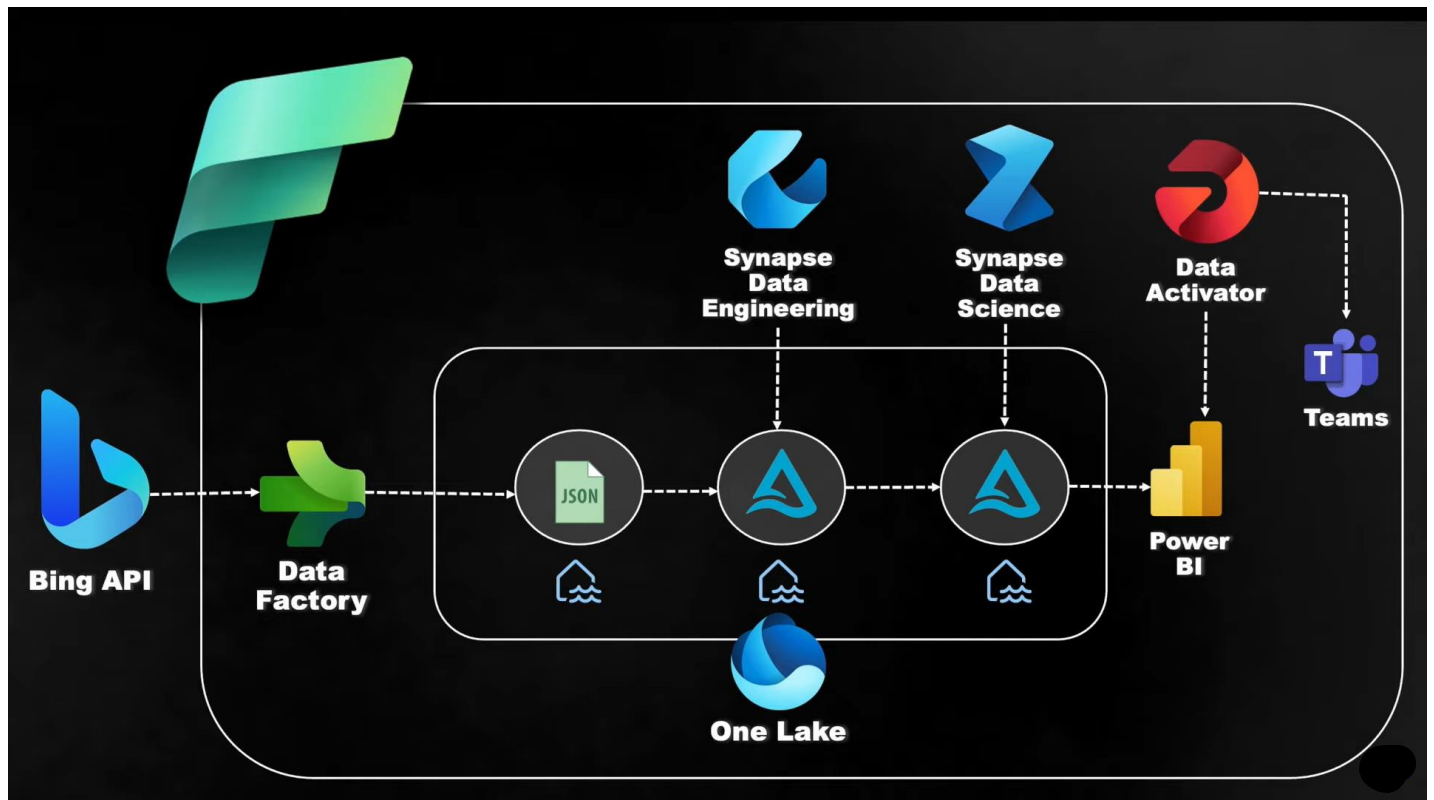 Synapse
Data
Engineering
Synapse
Data
Science
Data
Activator
T
Teams
JSON
Bing API
Data
Factory
Power
BI
One Lake